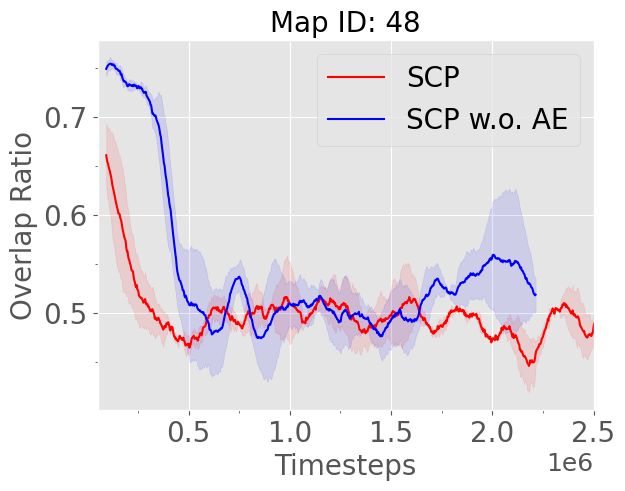 Map ID: 48
SCP
SCP w.o. AE
Overlap Ratio
0.7
0.6
0.5
0.5
1.0
1.5
2.0
2.5
Timesteps
1e6